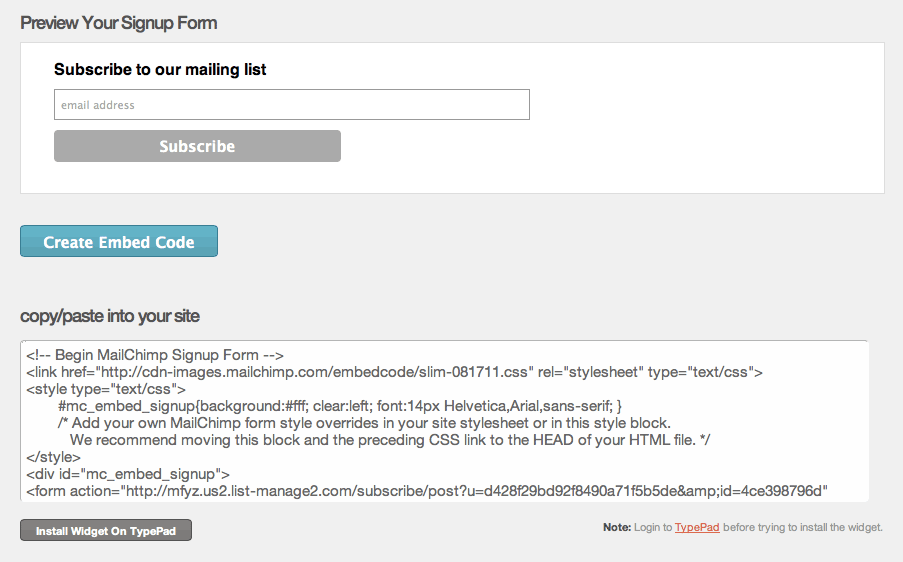 Preview Your Signup Form
Subscribe to our mailing list
email address
Subscribe
Create Embed Code
copy/paste into your site
<!-- Begin MailChimp Signup Form -->
<link href="http://cdn-images.mailchimp.com/embedcode/slim-081711.css" rel="stylesheet" type="text/css">
<style type="text/css">
#mc_embed_signup{background:#fff; clear:left; font:14px Helvetica,Arial,sans-serif; }
/* Add your own MailChimp form style overrides in your site stylesheet or in this style block.
We recommend moving this block and the preceding CSS link to the HEAD of your HTML file. */
</style>
<div id="mc_embed_signup">
<form action="http://mfyz.us2.list-manage2.com/subscribe/post?u=d428f29bd92f8490a71f5b5de&amp;id=4ce398796d"
Install Widget On TypePad
Note: Login to TypePad before trying to install the widget.